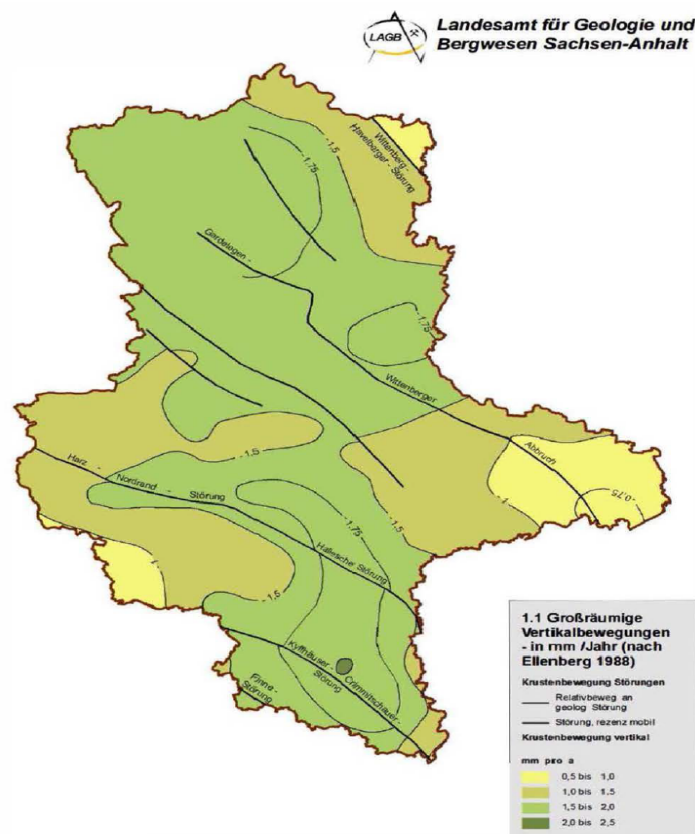 LAGB
Landesamt für Geologie und
Bergwesen Sachsen-Anhalt
Wittenberg -
Havelberger - Störung
- 1.5
- 1.75
Gardelegen -
- 1.75
Wittenberger
Abbruch
- 0.75
- 1
- 1.5
- 1.5
Harz -
Nordrand -
Störung
- 1.75
Hallesche Störung
- 1
- 1.5
Kyffhäuser -
Störung
Crimmitschauer -
Finne -
Störung
1.1 Großräumige
Vertikalbewegungen
- in mm /Jahr (nach
Ellenberg 1988)
Krustenbewegung Störungen
Relativbeweg an
geolog Störung
Störung, rezenz mobil
Krustenbewegung vertikal
mm pro a
0,5 bis 1,0
1,0 bis 1,5
1,5 bis 2,0
2,0 bis 2,5